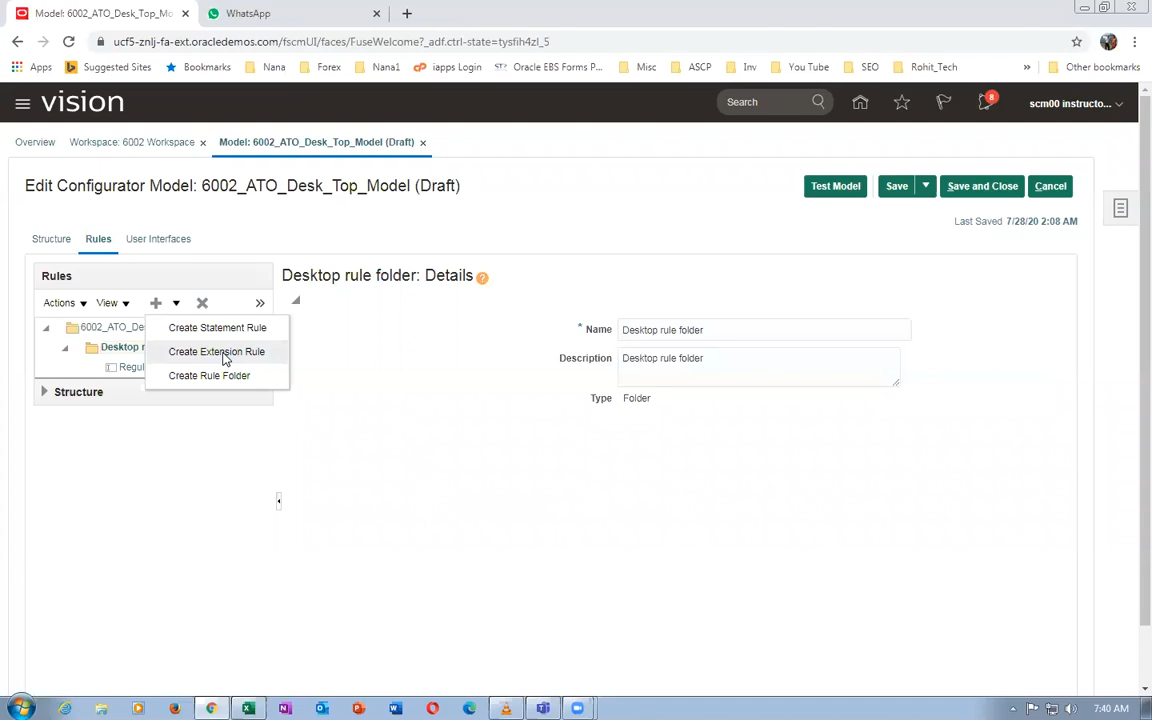 Model: 6002_ATO_Desk_Top_Mo
WhatsApp
ucf5-znlj-fa-ext.oracledemos.com/fscmUI/faces/FuseWelcome?_adf.ctrl-state=tysfih4zl_5
Apps Suggested Sites Bookmarks Nana Forex Nana1 iapps Login Oracle EBS Forms P... Misc ASCP Inv You Tube SEO Rohit_Tech » Other bookmarks
vision
Search
8
scm00 instructo...
Overview Workspace: 6002 Workspace Model: 6002_ATO_Desk_Top_Model (Draft)
Edit Configurator Model: 6002_ATO_Desk_Top_Model (Draft)
Test Model Save Save and Close Cancel
Last Saved 7/28/20 2:08 AM
Structure Rules User Interfaces
Rules
Desktop rule folder: Details
Actions View
6002_ATO_De
Desktop r
Regul
Create Statement Rule
Create Extension Rule
Create Rule Folder
Structure
* Name Desktop rule folder
Description Desktop rule folder
Type Folder
7:40 AM